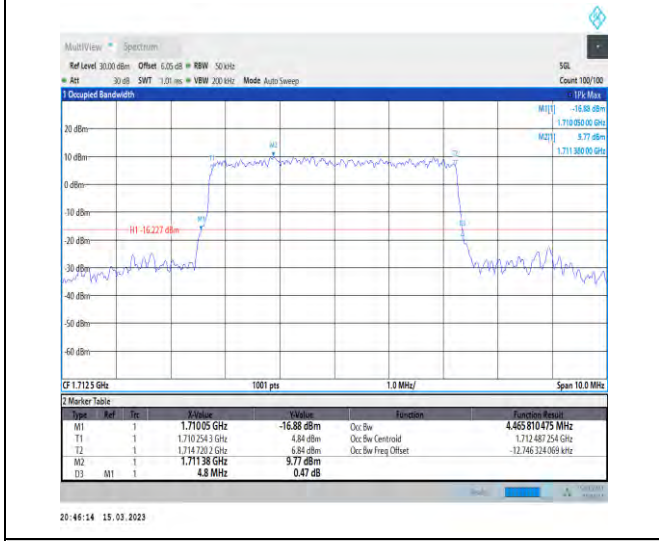 MultiView Spectrum
Ref Level 30.00 dBm Offset 6.05 dB RBW 50 kHz SGL
Att 30 dB SWT 1.01 ms VBW 200 kHz Mode Auto Sweep Count 100/100
1 Occupied Bandwidth 1Pk Max
M1[1] -16.88 dBm
1.710 050 00 GHz
M2[1] 9.77 dBm
1.711 380 00 GHz
20 dBm
M2
T1 T2
10 dBm
0 dBm
-10 dBm
M1 D3
H1 -16.227 dBm
-20 dBm
-30 dBm
-40 dBm
-50 dBm
-60 dBm
CF 1.712 5 GHz 1001 pts 1.0 MHz/ Span 10.0 MHz
2 Marker Table
Type Ref Trc X-Value Y-Value Function Function Result
M1 1 1.71005 GHz -16.88 dBm Occ Bw 4.465 810 475 MHz
T1 1 1.710 254 3 GHz 4.84 dBm Occ Bw Centroid 1.712 487 254 GHz
T2 1 1.714 720 2 GHz 6.84 dBm Occ Bw Freq Offset -12.746 324 069 kHz
M2 1 1.711 38 GHz 9.77 dBm
D3 M1 1 4.8 MHz 0.47 dB
20:46:14 15.03.2023